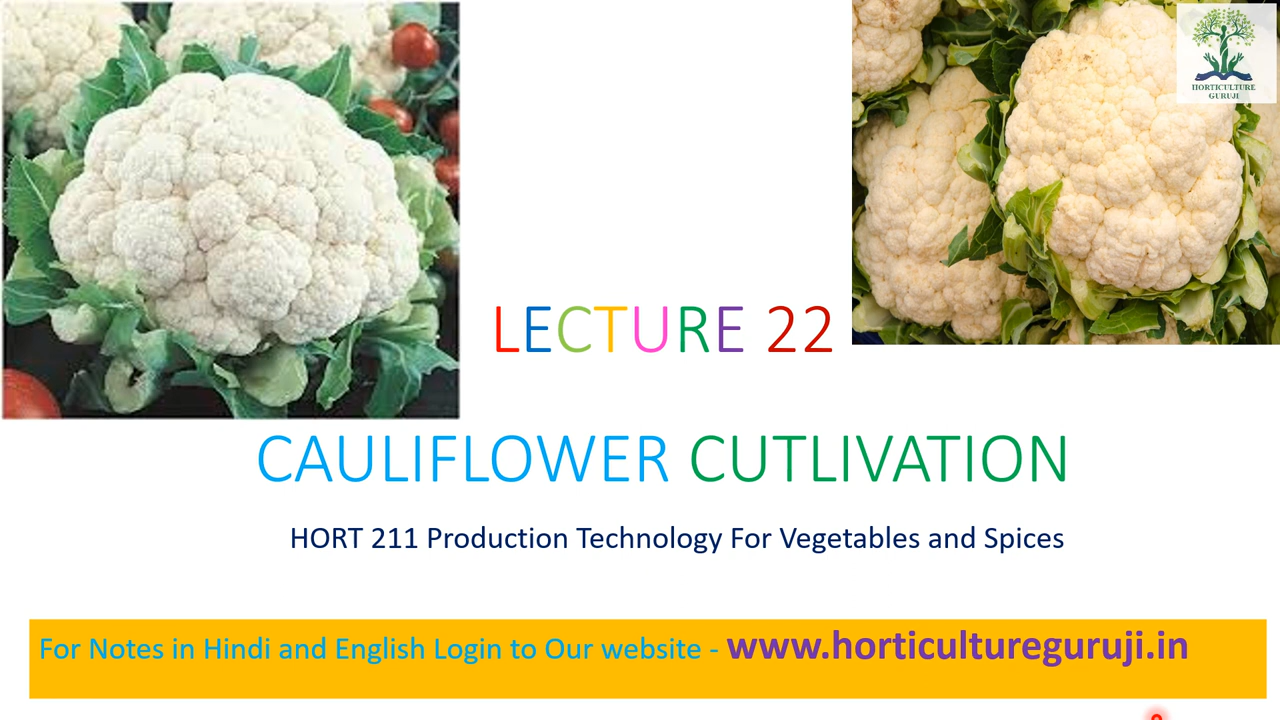 HORTICULTURE
GURUJI
LECTURE 22
CAULIFLOWER CUTLIVATION
HORT 211 Production Technology For Vegetables and Spices
For Notes in Hindi and English Login to Our website - www.horticultureguruji.in